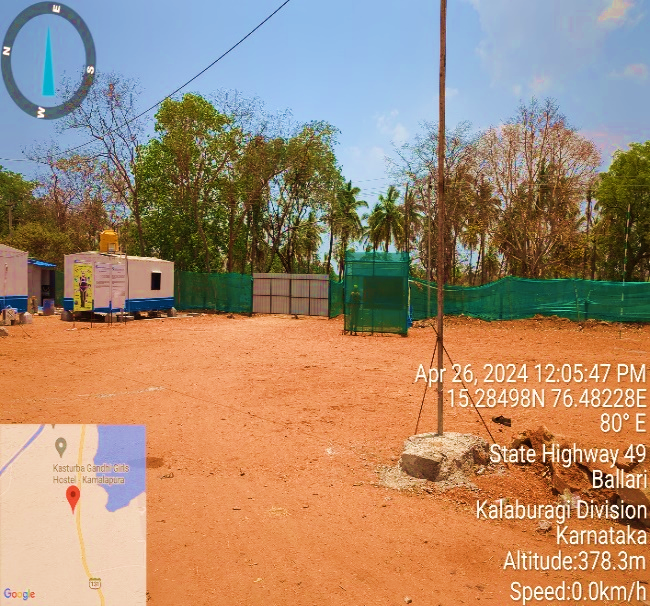 N
E
S
W
Apr 26, 2024 12:05:47 PM
15.28498N 76.48228E
80° E
State Highway 49
Ballari
Kalaburagi Division
Karnataka
Altitude:378.3m
Speed:0.0km/h
Kasturba Gandhi Girls
Hostel - Kamalapura
131
Google